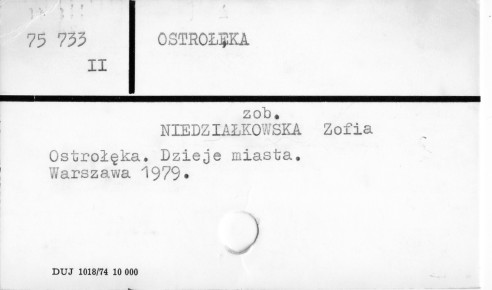 75 733
II
OSTROŁĘKA
zob.
NIEDZIAŁKOWSKA Zofia
Ostrołęka. Dzieje miasta.
Warszawa 1979.
DUJ 1018/74 10 000